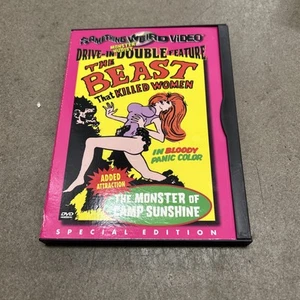 SOMETHING WEIRD VIDEO
DRIVE-IN DOUBLE FEATURE
THE
BEAST
That KILLED WOMEN
IN BLOODY
PANIC COLOR
ADDED
ATTRACTION
THE MONSTER OF
CAMP SUNSHINE
DVD
SPECIAL EDITION